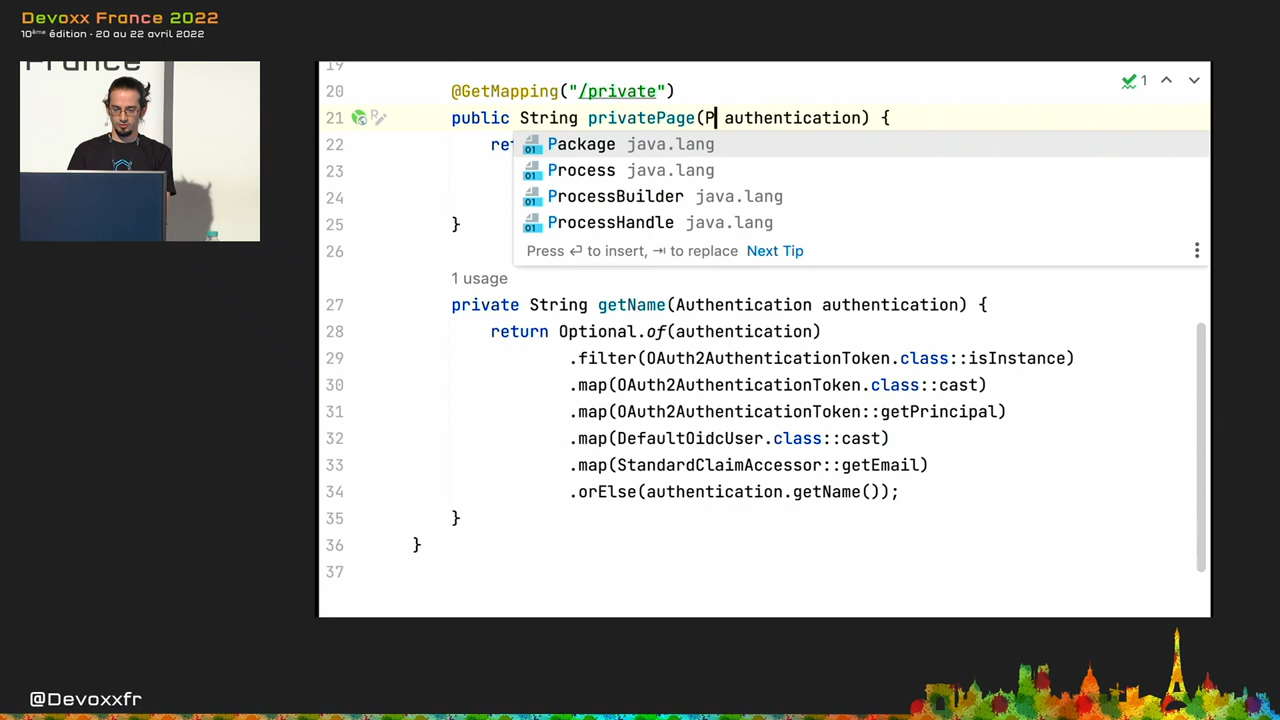 Devoxx France 2022
10ème édition - 20 au 22 avril 2022
France
19
20 @GetMapping("/private")
21 public String privatePage(P authentication) {
22 ret
23
24
25 }
26
Package java.lang
Process java.lang
ProcessBuilder java.lang
ProcessHandle java.lang
Press ⏎ to insert, ⇥ to replace Next Tip
1 usage
27 private String getName(Authentication authentication) {
28 return Optional.of(authentication)
29 .filter(OAuth2AuthenticationToken.class::isInstance)
30 .map(OAuth2AuthenticationToken.class::cast)
31 .map(OAuth2AuthenticationToken::getPrincipal)
32 .map(DefaultOidcUser.class::cast)
33 .map(StandardClaimAccessor::getEmail)
34 .orElse(authentication.getName());
35 }
36 }
37
1
@Devoxxfr